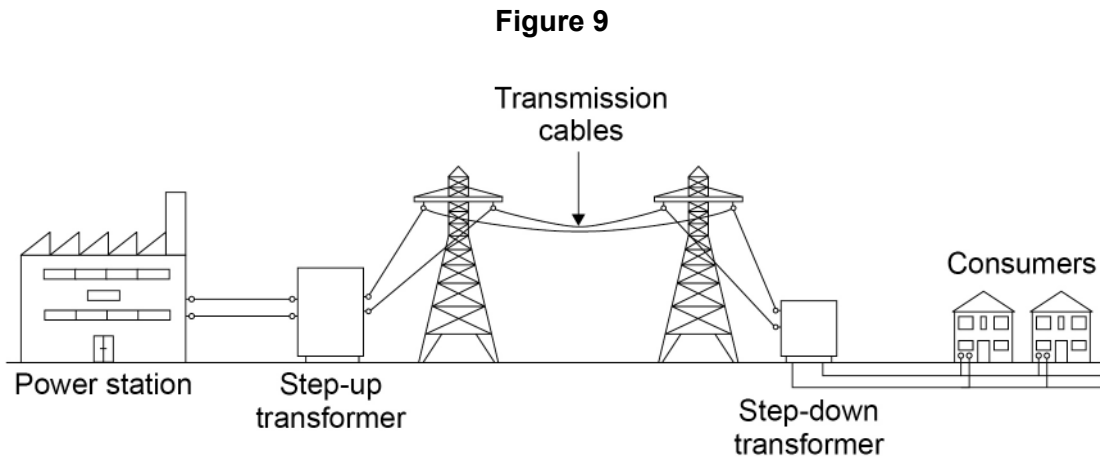 Figure 9
Transmission
cables
Consumers
Power station
Step-up
transformer
Step-down
transformer